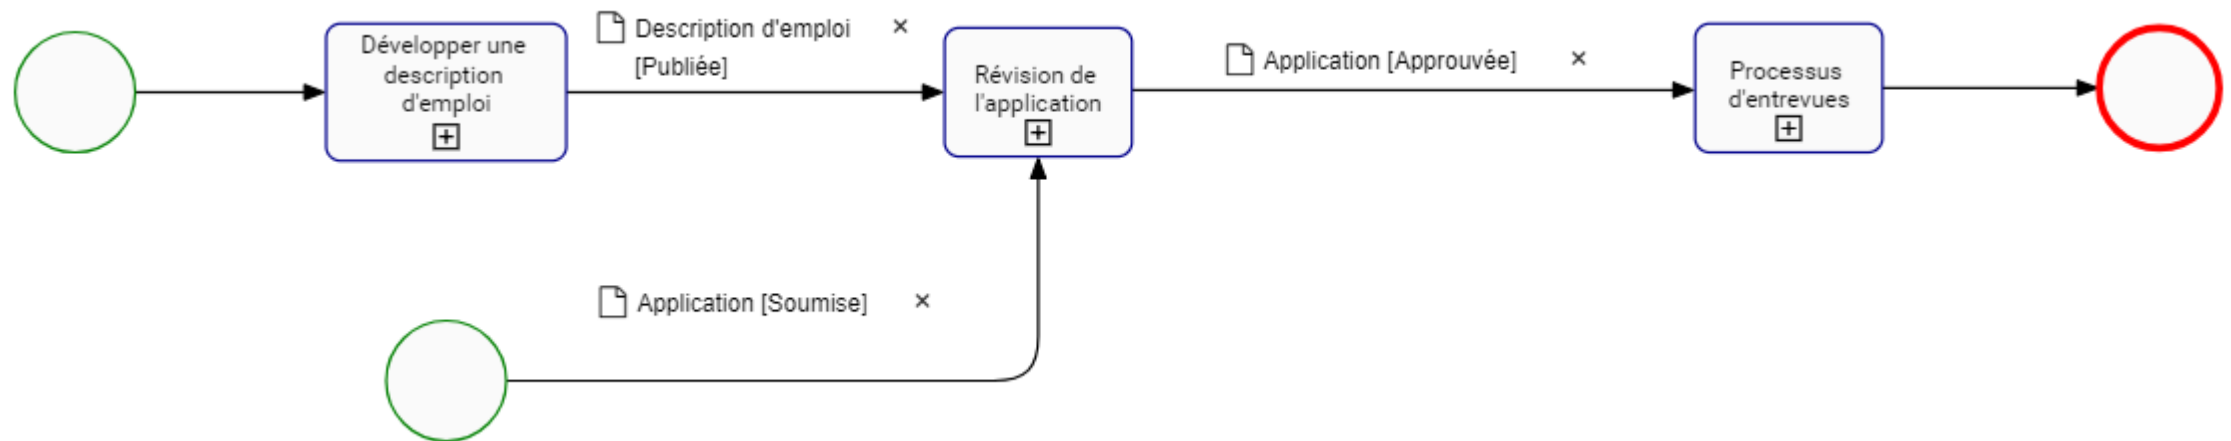 Développer une
description
d'emploi
Description d'emploi
[Publiée]
Révision de
l'application
Application [Approuvée]
Processus
d'entrevues
Application [Soumise]